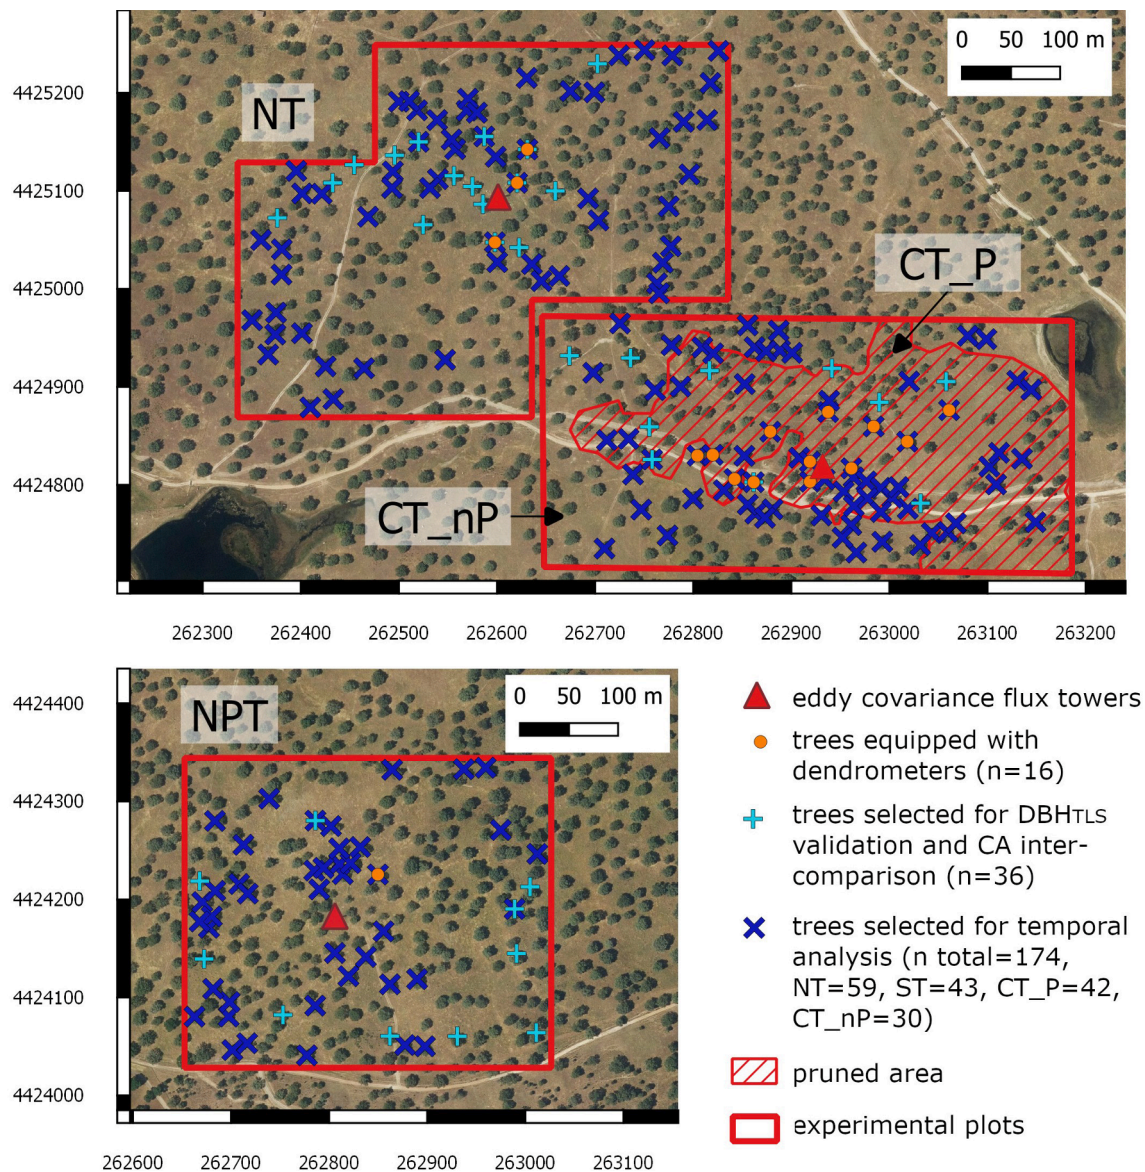 0 50 100 m
4425200
NT
4425100
4425000
CT_P
4424900
4424800
CT_nP
262300 262400 262500 262600 262700 262800 262900 263000 263100 263200
4424400
0 50 100 m
NPT
4424300
4424200
4424100
4424000
262600 262700 262800 262900 263000 263100
eddy covariance flux towers
trees equipped with
dendrometers (n=16)
trees selected for DBHTLS
validation and CA inter-
comparison (n=36)
trees selected for temporal
analysis (n total=174,
NT=59, ST=43, CT_P=42,
CT_nP=30)
pruned area
experimental plots